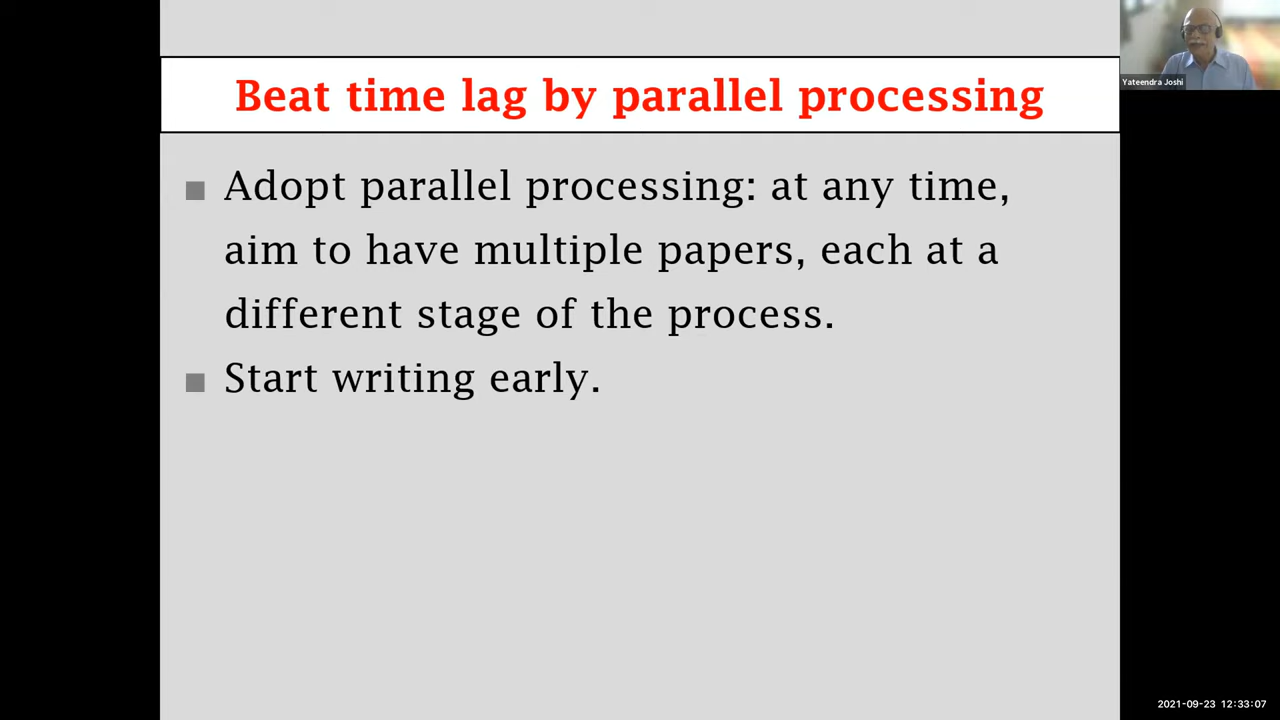 Beat time lag by parallel processing
Yateendra Joshi
■ Adopt parallel processing: at any time,
aim to have multiple papers, each at a
different stage of the process.
■ Start writing early.
2021-09-23 12:33:07